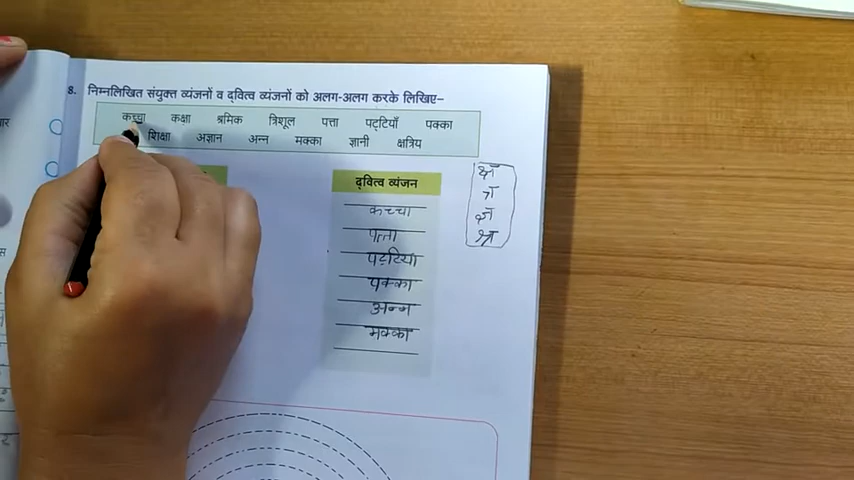 8. निम्नलिखित संयुक्त व्यंजनों व द्‌वित्व व्यंजनों को अलग-अलग करके लिखिए–
कच्चा कक्षा श्रमिक त्रिशूल पत्ता पट्‌टियाँ पक्का
शिक्षा अज्ञान अन्न मक्का ज्ञानी क्षत्रिय
द्‌वित्व व्यंजन
कच्चा
पत्ता
पट्‌टिया
पक्का
अन्न
मक्का
क्ष
त्र
ज्ञ
श्र